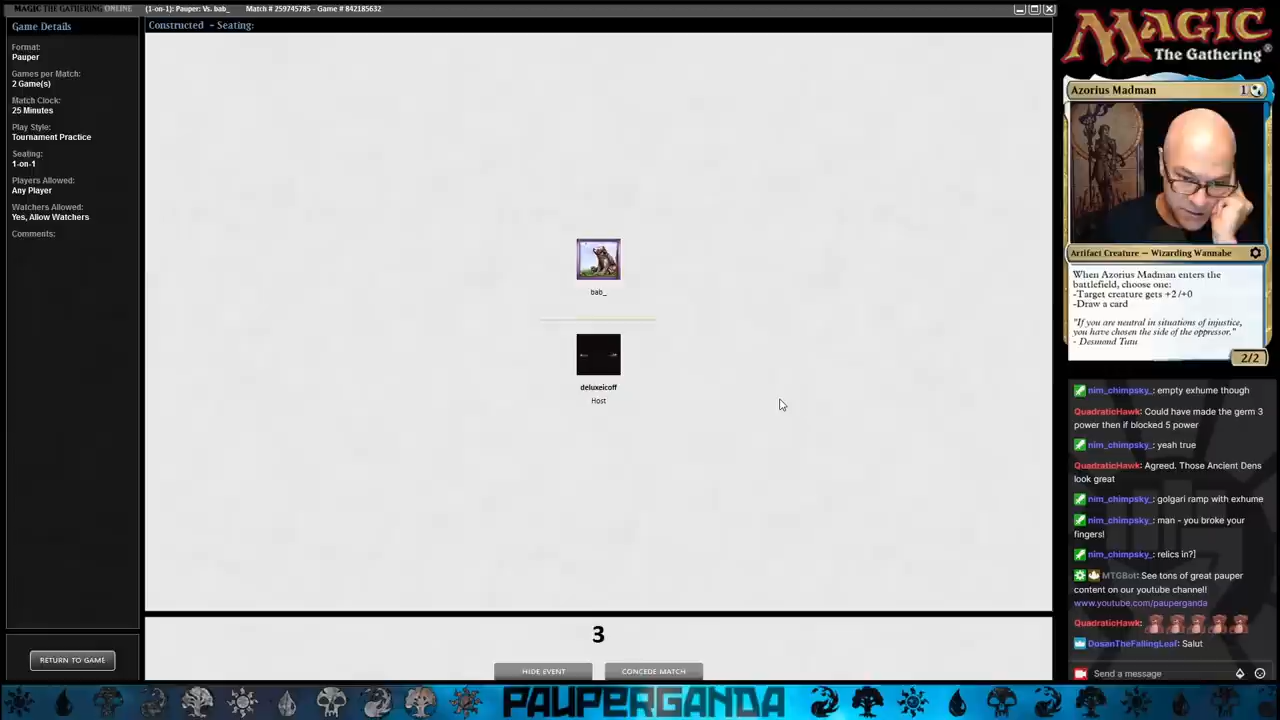 MAGIC THE GATHERING ONLINE
(1-on-1): Pauper: Vs. bab_ Match # 259745785 - Game # 842185632
Game Details
Format:
Pauper
Games per Match:
2 Game(s)
Match Clock:
25 Minutes
Play Style:
Tournament Practice
Seating:
1-on-1
Players Allowed:
Any Player
Watchers Allowed:
Yes, Allow Watchers
Comments:
RETURN TO GAME
Constructed - Seating:
bab_
deluxeicoff
Host
3
HIDE EVENT
CONCEDE MATCH
MAGIC
The Gathering®
Azorius Madman 1
Artifact Creature — Wizarding Wannabe
When Azorius Madman enters the
battlefield, choose one:
-Target creature gets +2/+0
-Draw a card
"If you are neutral in situations of injustice,
you have chosen the side of the oppressor."
- Desmond Tutu
2/2
nim_chimpsky_: empty exhume though
QuadraticHawk: Could have made the germ 3
power then if blocked 5 power
nim_chimpsky_: yeah true
QuadraticHawk: Agreed. Those Ancient Dens
look great
nim_chimpsky_: golgari ramp with exhume
nim_chimpsky_: man - you broke your
fingers!
nim_chimpsky_: relics in?]
MTGBot: See tons of great pauper
content on our youtube channel!
www.youtube.com/pauperganda
QuadraticHawk:
DosanTheFallingLeaf: Salut
Send a message
PAUPERGANDA